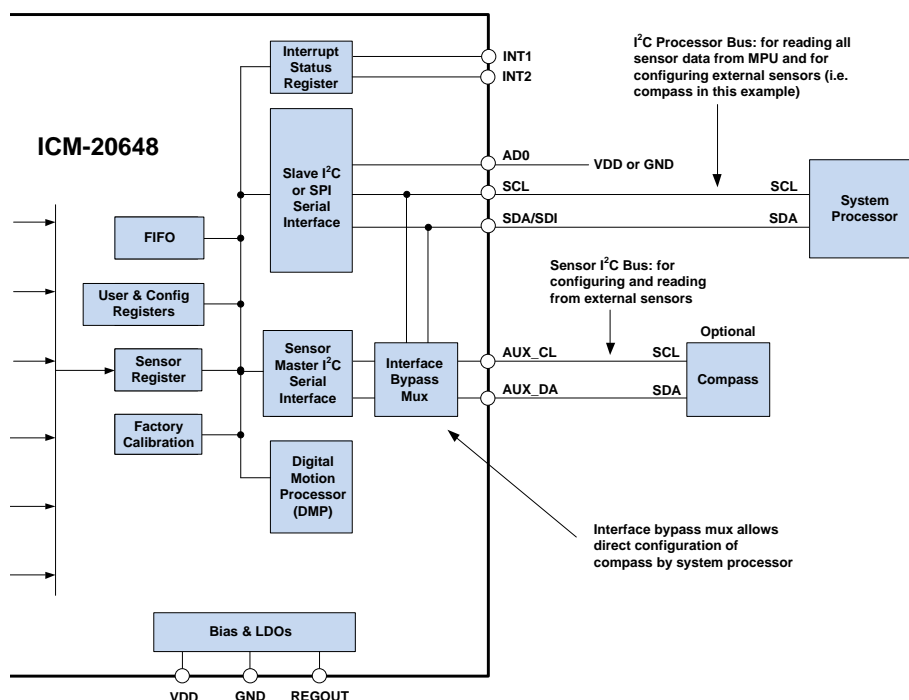 ICM-20648
Interrupt
Status
Register
INT1
INT2
I²C Processor Bus: for reading all
sensor data from MPU and for
configuring external sensors (i.e.
compass in this example)
Slave I²C
or SPI
Serial
Interface
AD0
VDD or GND
SCL
SCL
SDA/SDI
SDA
System
Processor
FIFO
User & Config
Registers
Sensor
Register
Factory
Calibration
Sensor
Master I²C
Serial
Interface
Interface
Bypass
Mux
Digital
Motion
Processor
(DMP)
Sensor I²C Bus: for
configuring and reading
from external sensors
AUX_CL
SCL
AUX_DA
SDA
Optional
Compass
Interface bypass mux allows
direct configuration of
compass by system processor
Bias & LDOs
VDD
GND
REGOUT